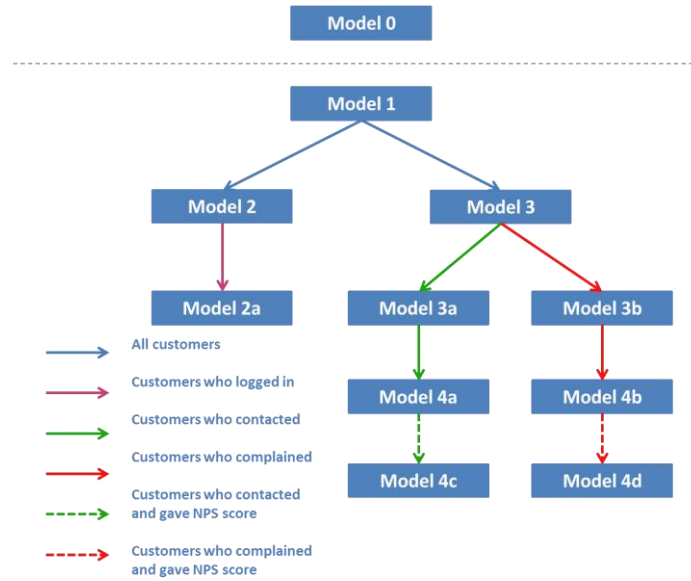 Model 0
Model 1
Model 2
Model 3
Model 2a
Model 3a
Model 3b
All customers
Customers who logged in
Model 4a
Model 4b
Customers who contacted
Customers who complained
Model 4c
Model 4d
Customers who contacted
and gave NPS score
Customers who complained
and gave NPS score